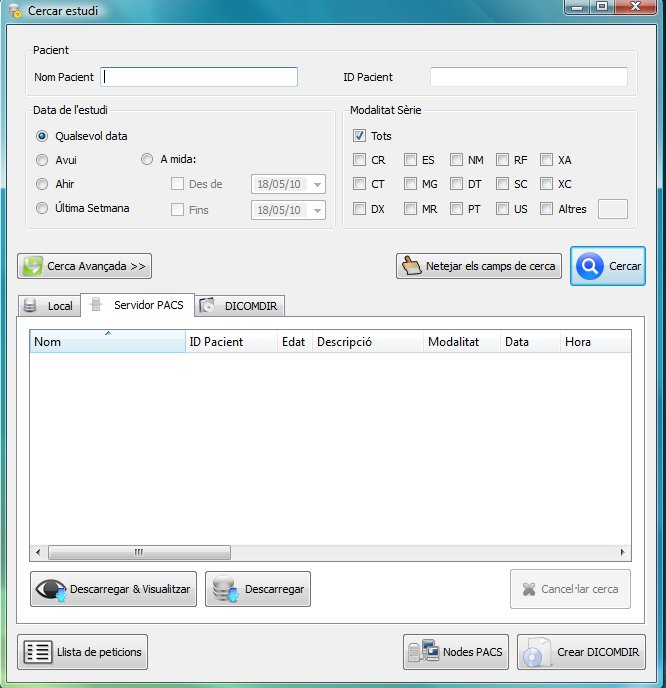 Cercar estudi
Pacient
Nom Pacient ID Pacient
Data de l'estudi Modalitat Sèrie
Qualsevol data Tots
Avui A mida: CR ES NM RF XA
Ahir Des de 18/05/10 CT MG DT SC XC
Última Setmana Fins 18/05/10 DX MR PT US Altres
Cerca Avançada >> Netejar els camps de cerca Cercar
Local Servidor PACS DICOMDIR
Nom ID Pacient Edat Descripció Modalitat Data Hora
Descarregar & Visualitzar Descarregar Cancel·lar cerca
Llista de peticions Nodes PACS Crear DICOMDIR